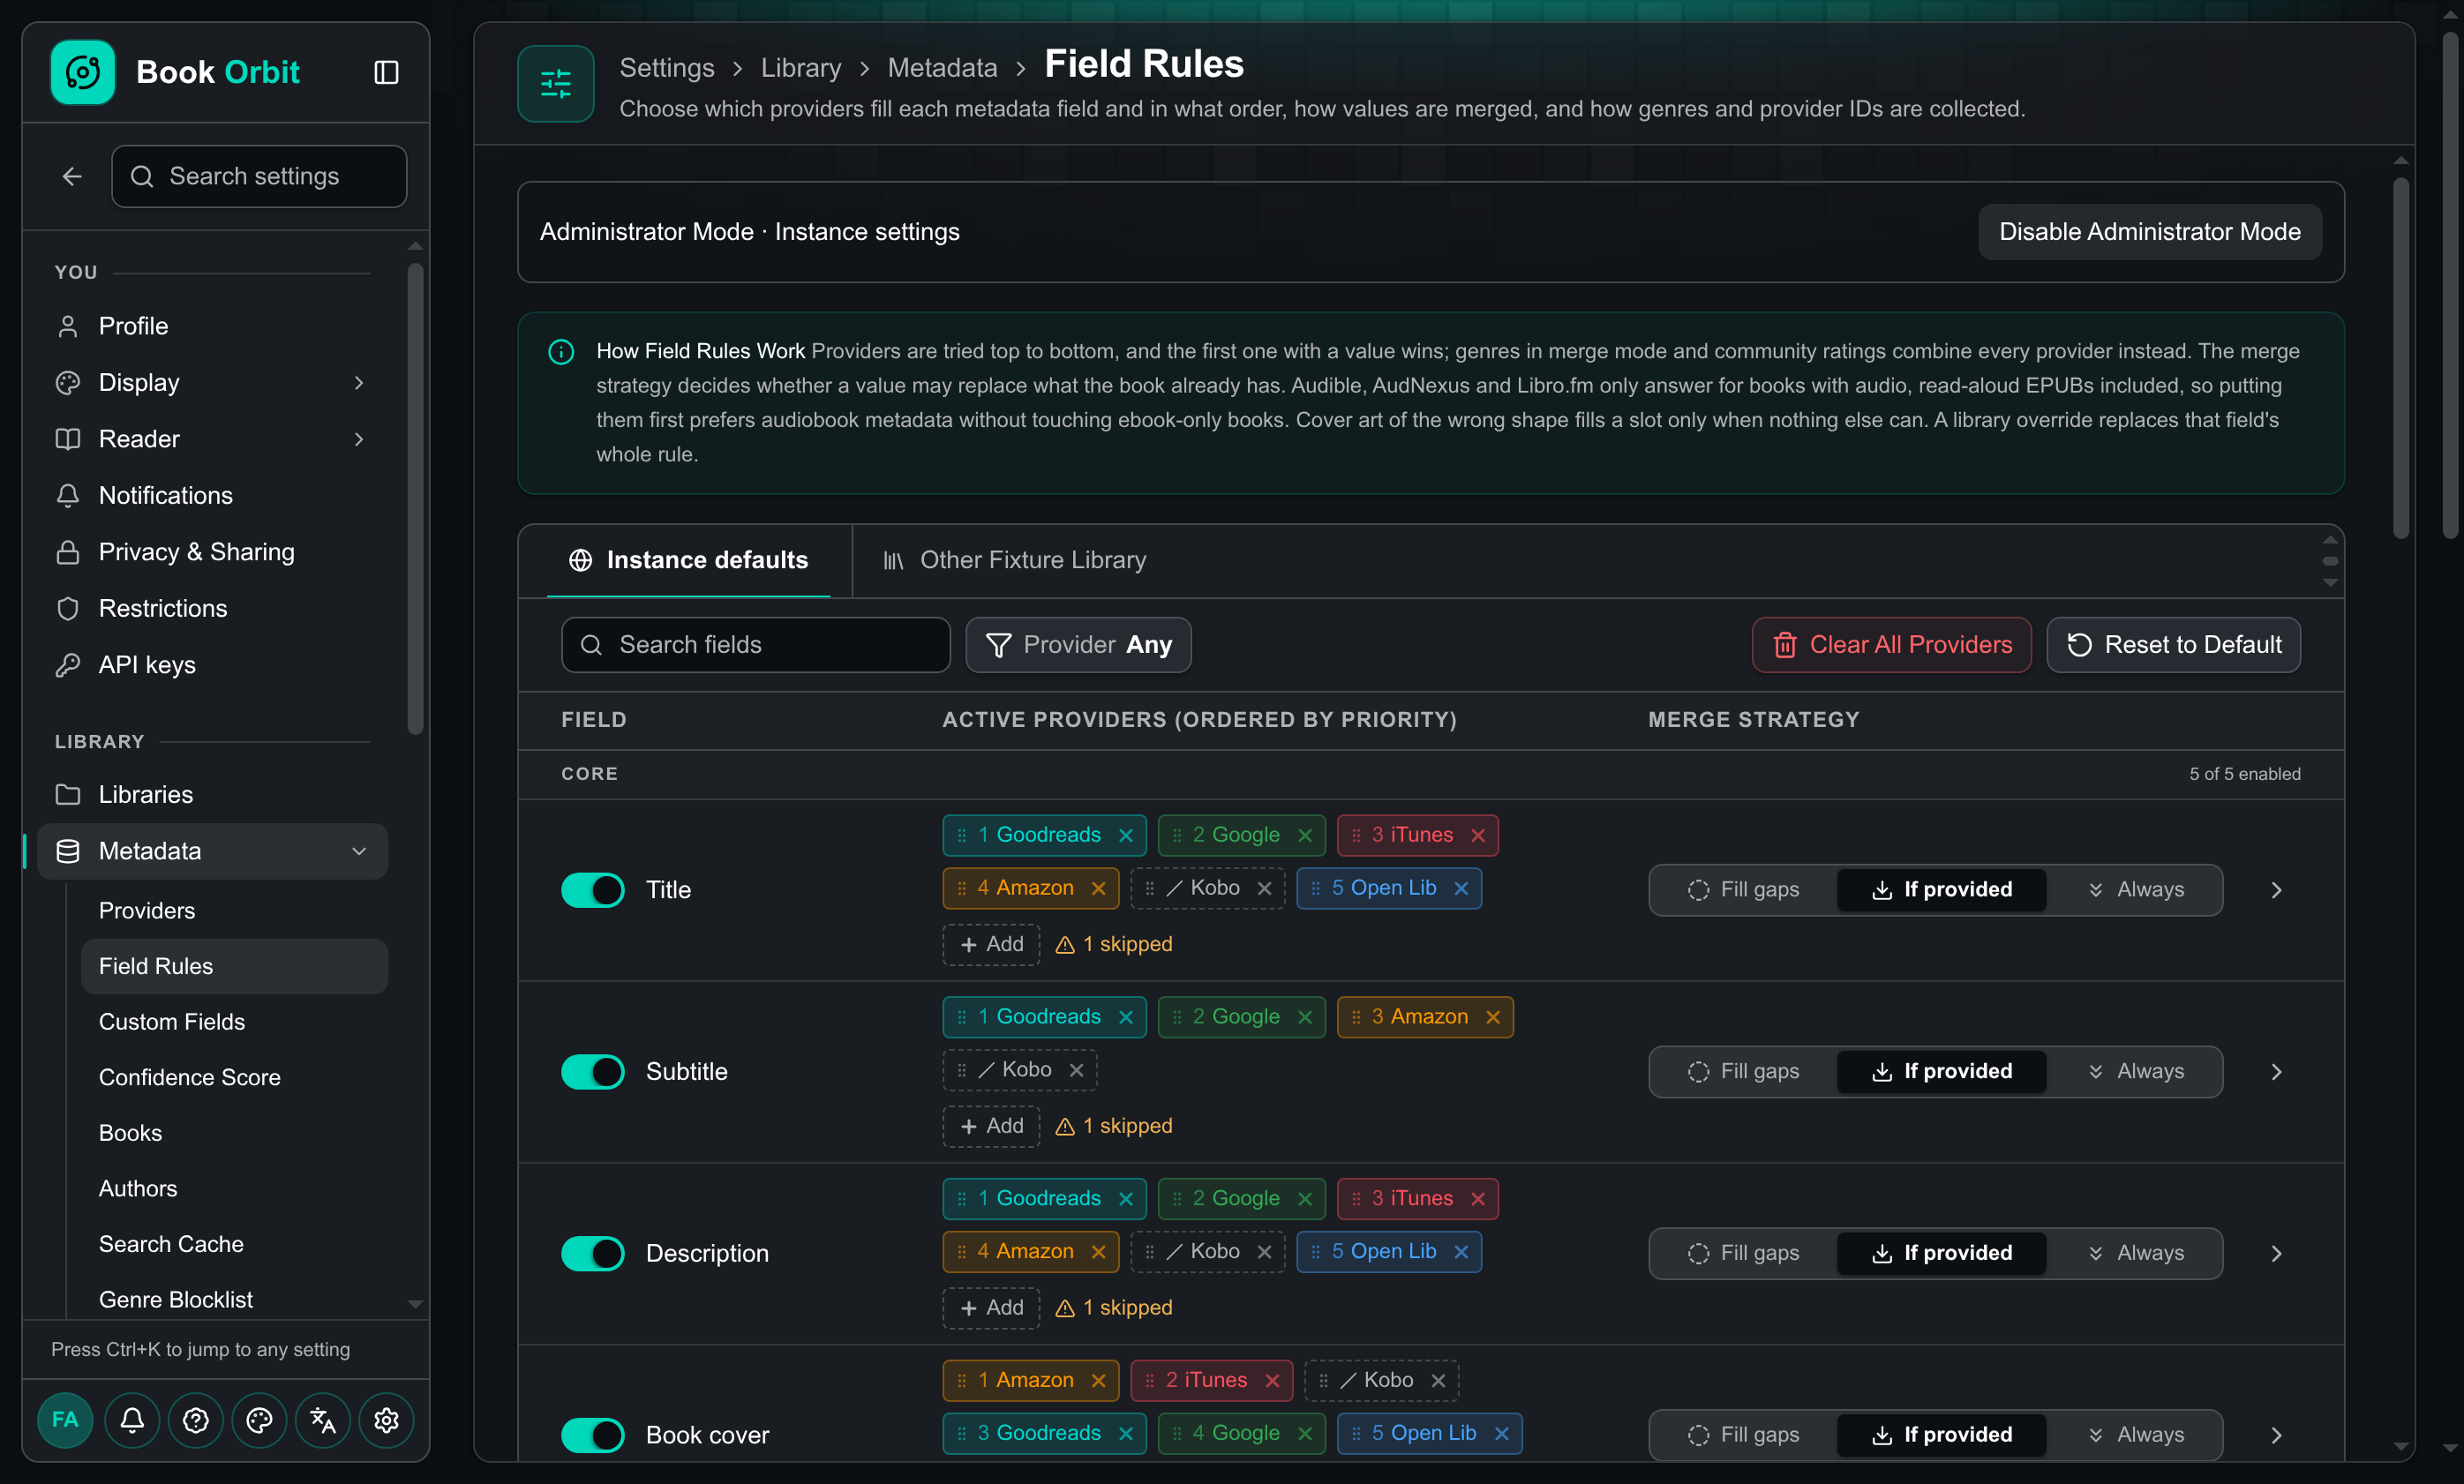 Book Orbit
Search settings
YOU
Profile
Display
Reader
Notifications
Privacy & Sharing
Restrictions
API keys
LIBRARY
Libraries
Metadata
Providers
Field Rules
Custom Fields
Confidence Score
Books
Authors
Search Cache
Genre Blocklist
Press Ctrl+K to jump to any setting
FA
Settings > Library > Metadata > Field Rules
Choose which providers fill each metadata field and in what order, how values are merged, and how genres and provider IDs are collected.
Administrator Mode · Instance settings
Disable Administrator Mode
How Field Rules Work Providers are tried top to bottom, and the first one with a value wins; genres in merge mode and community ratings combine every provider instead. The merge
strategy decides whether a value may replace what the book already has. Audible, AudNexus and Libro.fm only answer for books with audio, read-aloud EPUBs included, so putting
them first prefers audiobook metadata without touching ebook-only books. Cover art of the wrong shape fills a slot only when nothing else can. A library override replaces that field's
whole rule.
Instance defaults
Other Fixture Library
Search fields
Provider Any
Clear All Providers
Reset to Default
FIELD
ACTIVE PROVIDERS (ORDERED BY PRIORITY)
MERGE STRATEGY
CORE
5 of 5 enabled
Title
1 Goodreads
2 Google
3 iTunes
4 Amazon
Kobo
5 Open Lib
Add
1 skipped
Fill gaps
If provided
Always
Subtitle
1 Goodreads
2 Google
3 Amazon
Kobo
Add
1 skipped
Fill gaps
If provided
Always
Description
1 Goodreads
2 Google
3 iTunes
4 Amazon
Kobo
5 Open Lib
Add
1 skipped
Fill gaps
If provided
Always
Book cover
1 Amazon
2 iTunes
Kobo
3 Goodreads
4 Google
5 Open Lib
Fill gaps
If provided
Always